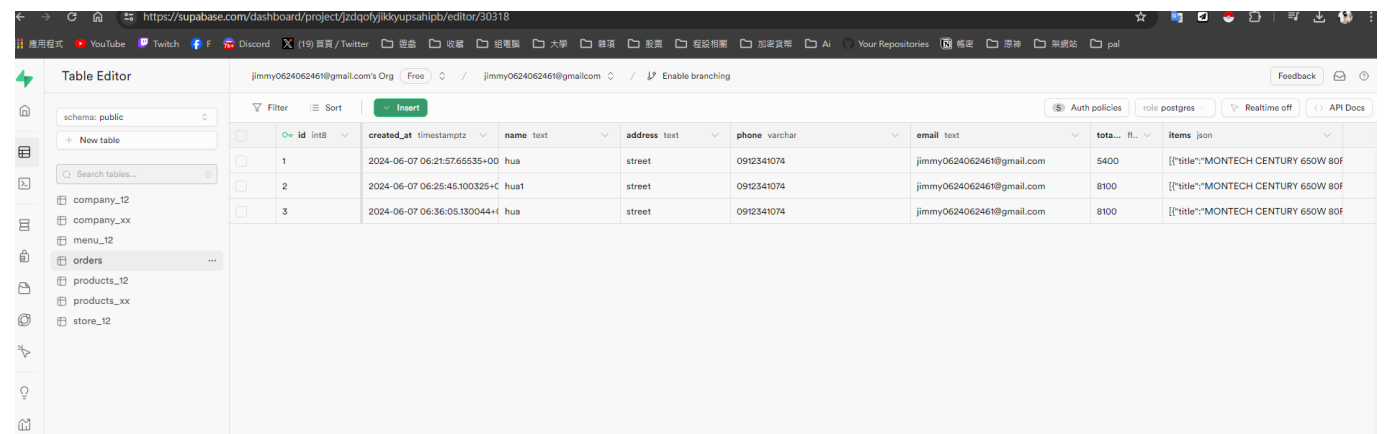 https://supabase.com/dashboard/project/jzdqofyjikkyupsahipb/editor/30318
應用程式 YouTube Twitch F Discord (19) 首頁 / Twitter 遊戲 收藏 組電腦 大學 雜項 股票 程設相關 加密貨幣 Ai Your Repositories 帳密 原神 架網站 pal
Table Editor
jimmy0624062461@gmail.com's Org Free / jimmy0624062461@gmailcom / Enable branching
Feedback
schema: public
New table
Search tables...
company_12
company_xx
menu_12
orders ...
products_12
products_xx
store_12
Filter Sort Insert
5 Auth policies role postgres Realtime off API Docs
id int8 created_at timestamptz name text address text phone varchar email text tota... fl.. items json
1 2024-06-07 06:21:57.65535+00 hua street 0912341074 jimmy0624062461@gmail.com 5400 [{"title":"MONTECH CENTURY 650W 80F
2 2024-06-07 06:25:45.100325+0 hua1 street 0912341074 jimmy0624062461@gmail.com 8100 [{"title":"MONTECH CENTURY 650W 80F
3 2024-06-07 06:36:05.130044+0 hua street 0912341074 jimmy0624062461@gmail.com 8100 [{"title":"MONTECH CENTURY 650W 80F